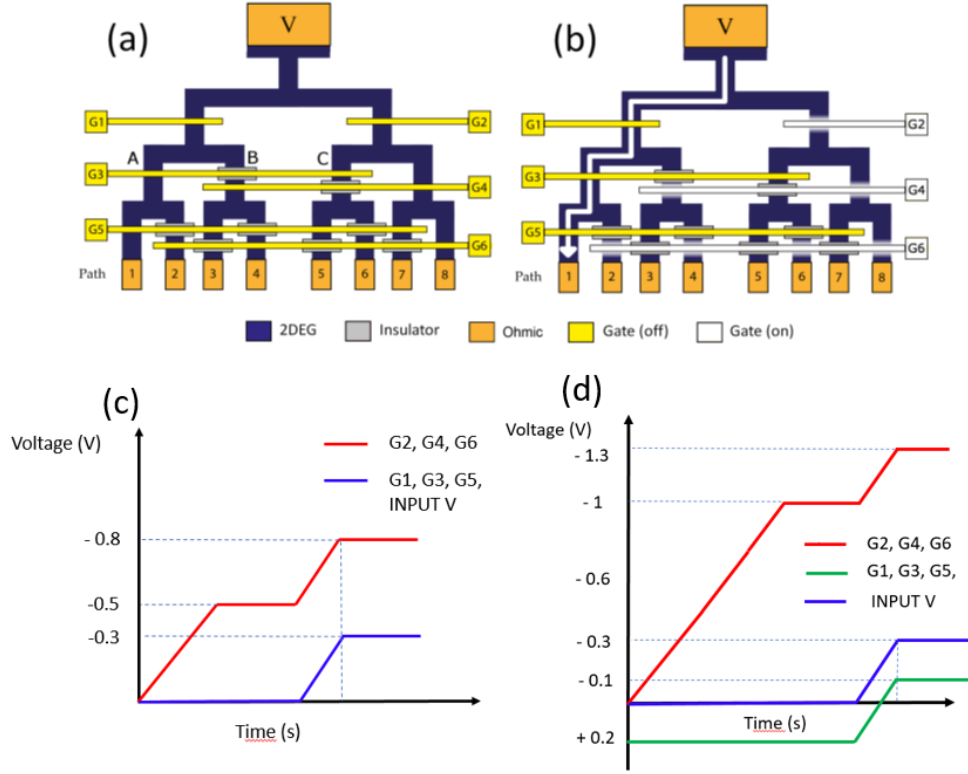 (a)
V
G1
G2
A
B
C
G3
G4
G5
G6
Path
1
2
3
4
5
6
7
8
(b)
V
G1
G2
G3
G4
G5
G6
Path
1
2
3
4
5
6
7
8
2DEG
Insulator
Ohmic
Gate (off)
Gate (on)
(c)
Voltage (V)
G2, G4, G6
G1, G3, G5,
INPUT V
- 0.8
-0.5
-0.3
Time (s)
(d)
Voltage (V)
- 1.3
- 1
G2, G4, G6
- 0.6
G1, G3, G5,
INPUT V
- 0.3
- 0.1
Time (s)
+ 0.2